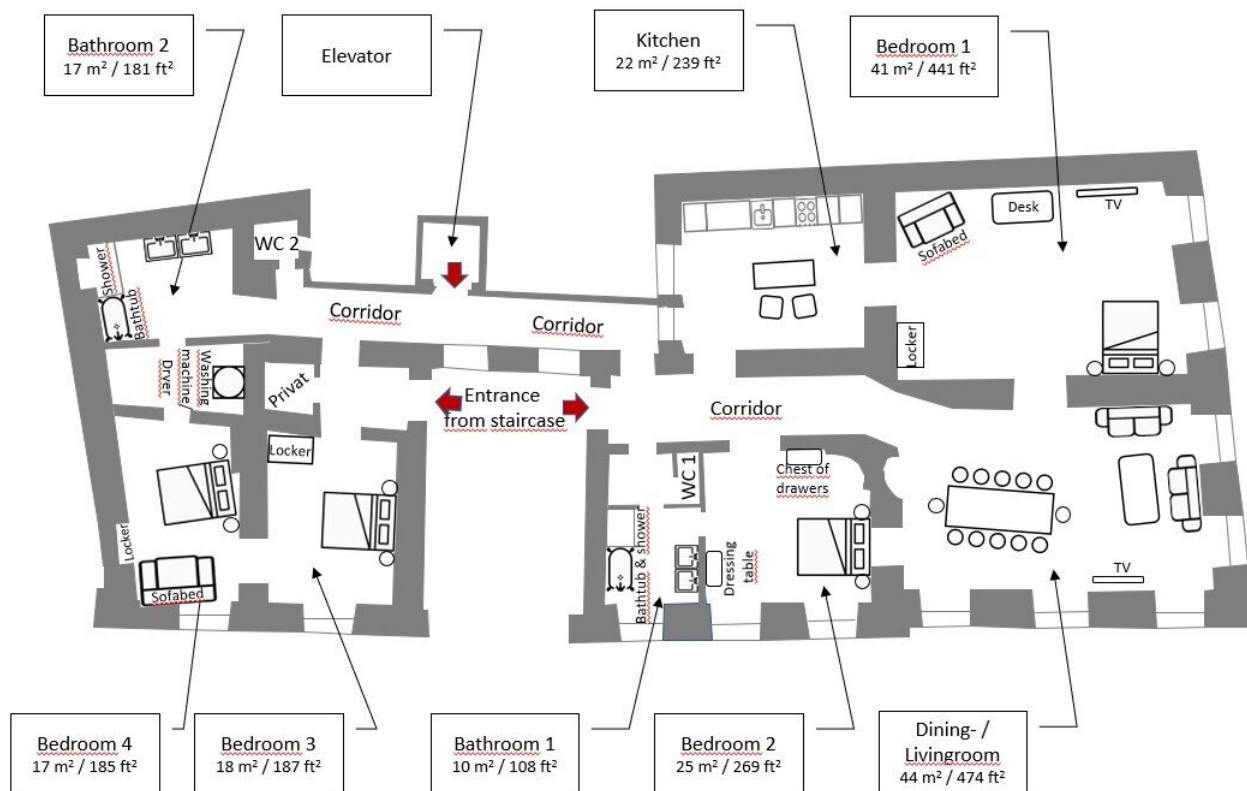 Bathroom 2
17 m² / 181 ft²
Elevator
Kitchen
22 m² / 239 ft²
Bedroom 1
41 m² / 441 ft²
WC 2
Shower
Bathtub
Corridor
Corridor
Sofabed
Desk
TV
Locker
Washing
machine
Dryer
Privat
Entrance
from staircase
Corridor
Locker
WC 1
Chest of
drawers
Locker
Sofabed
Bathtub & shower
Dressing
table
TV
Bedroom 4
17 m² / 185 ft²
Bedroom 3
18 m² / 187 ft²
Bathroom 1
10 m² / 108 ft²
Bedroom 2
25 m² / 269 ft²
Dining- /
Livingroom
44 m² / 474 ft²